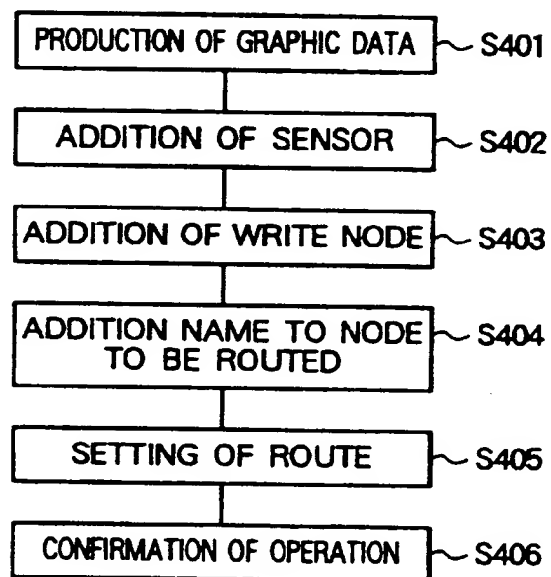 PRODUCTION OF GRAPHIC DATA S401
ADDITION OF SENSOR S402
ADDITION OF WRITE NODE S403
ADDITION NAME TO NODE S404
TO BE ROUTED
SETTING OF ROUTE S405
CONFIRMATION OF OPERATION S406